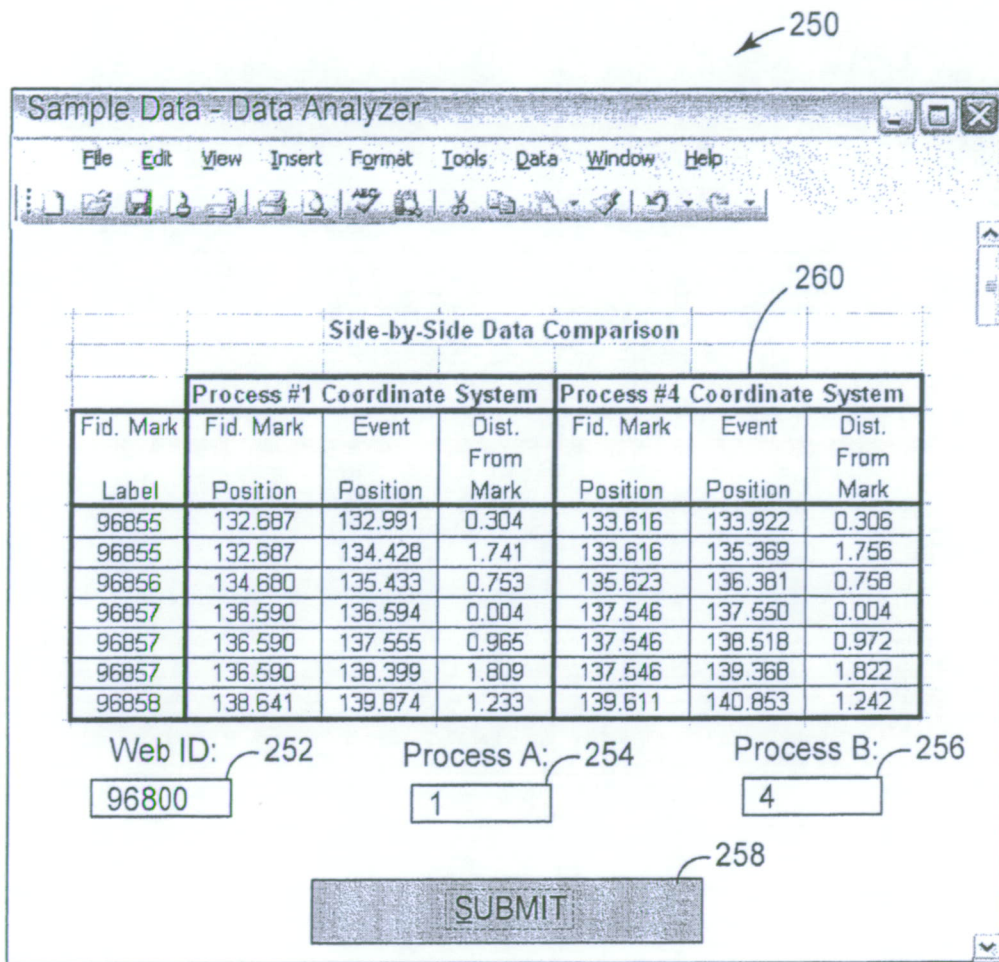 250
Sample Data - Data Analyzer
File Edit View Insert Format Tools Data Window Help
ABC
260
Side-by-Side Data Comparison
Process #1 Coordinate System Process #4 Coordinate System
Fid. Mark Fid. Mark Event Dist. Fid. Mark Event Dist.
From From
Label Position Position Mark Position Position Mark
96855 132.687 132.991 0.304 133.616 133.922 0.306
96855 132.687 134.428 1.741 133.616 135.369 1.756
96856 134.680 135.433 0.753 135.623 136.381 0.758
96857 136.590 136.594 0.004 137.546 137.550 0.004
96857 136.590 137.555 0.965 137.546 138.518 0.972
96857 136.590 138.399 1.809 137.546 139.368 1.822
96858 138.641 139.874 1.233 139.611 140.853 1.242
Web ID: 252 Process A: 254 Process B: 256
96800 1 4
258
SUBMIT